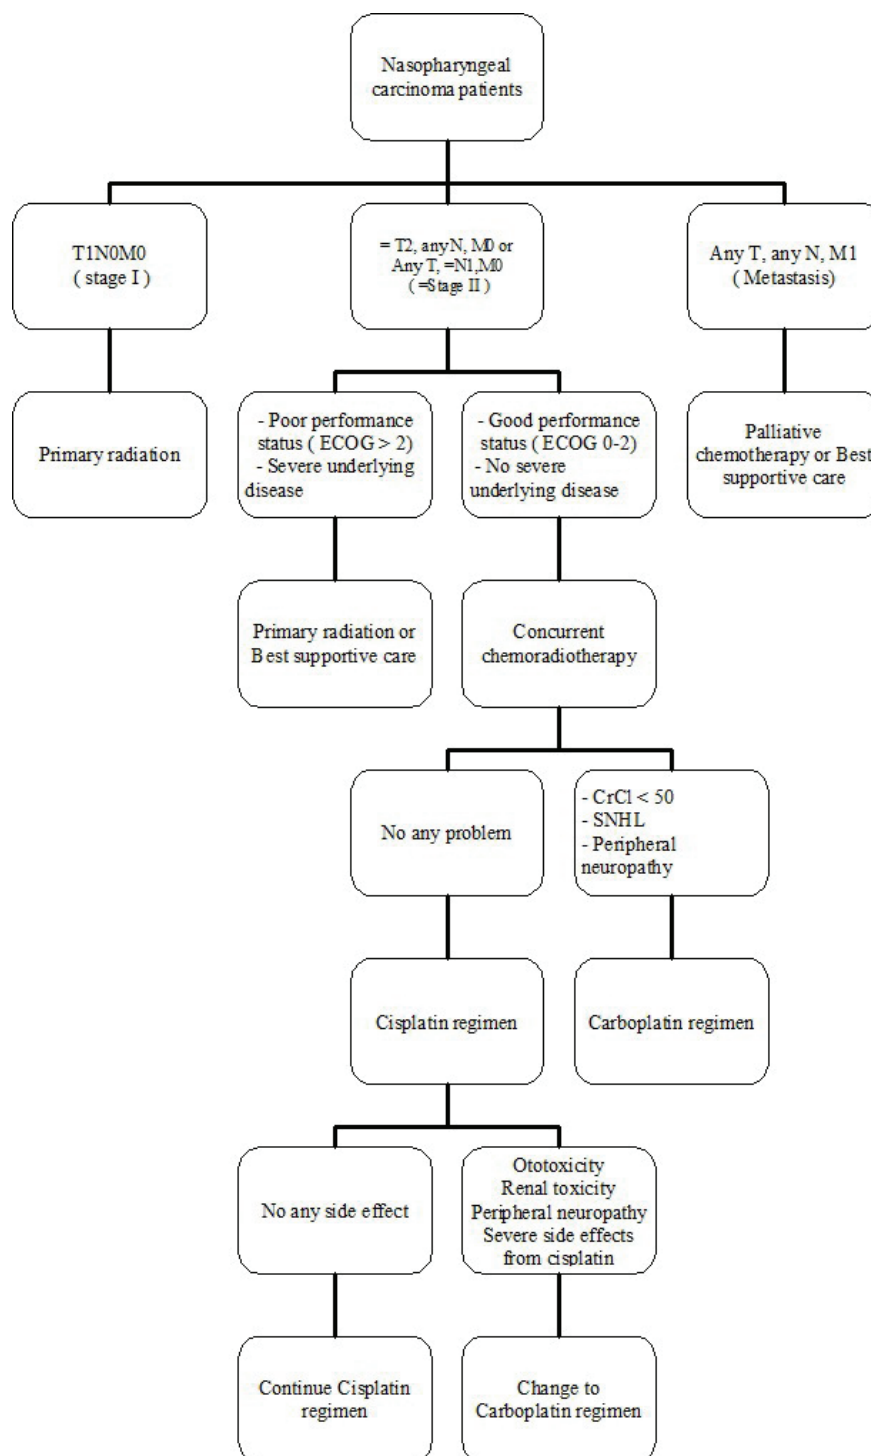 Nasopharyngeal
carcinoma patients
T1N0M0
( stage I )
= T2, any N, M0 or
Any T, =N1,M0
( =Stage II )
Any T, any N, M1
( Metastasis)
Primary radiation
- Poor performance
status ( ECOG > 2)
- Severe underlying
disease
- Good performance
status ( ECOG 0-2)
- No severe
underlying disease
Palliative
chemotherapy or Best
supportive care
Primary radiation or
Best supportive care
Concurrent
chemoradiotherapy
No any problem
- CrCl < 50
- SNHL
- Peripheral
neuropathy
Cisplatin regimen
Carboplatin regimen
No any side effect
Ototoxicity
Renal toxicity
Peripheral neuropathy
Severe side effects
from cisplatin
Continue Cisplatin
regimen
Change to
Carboplatin regimen